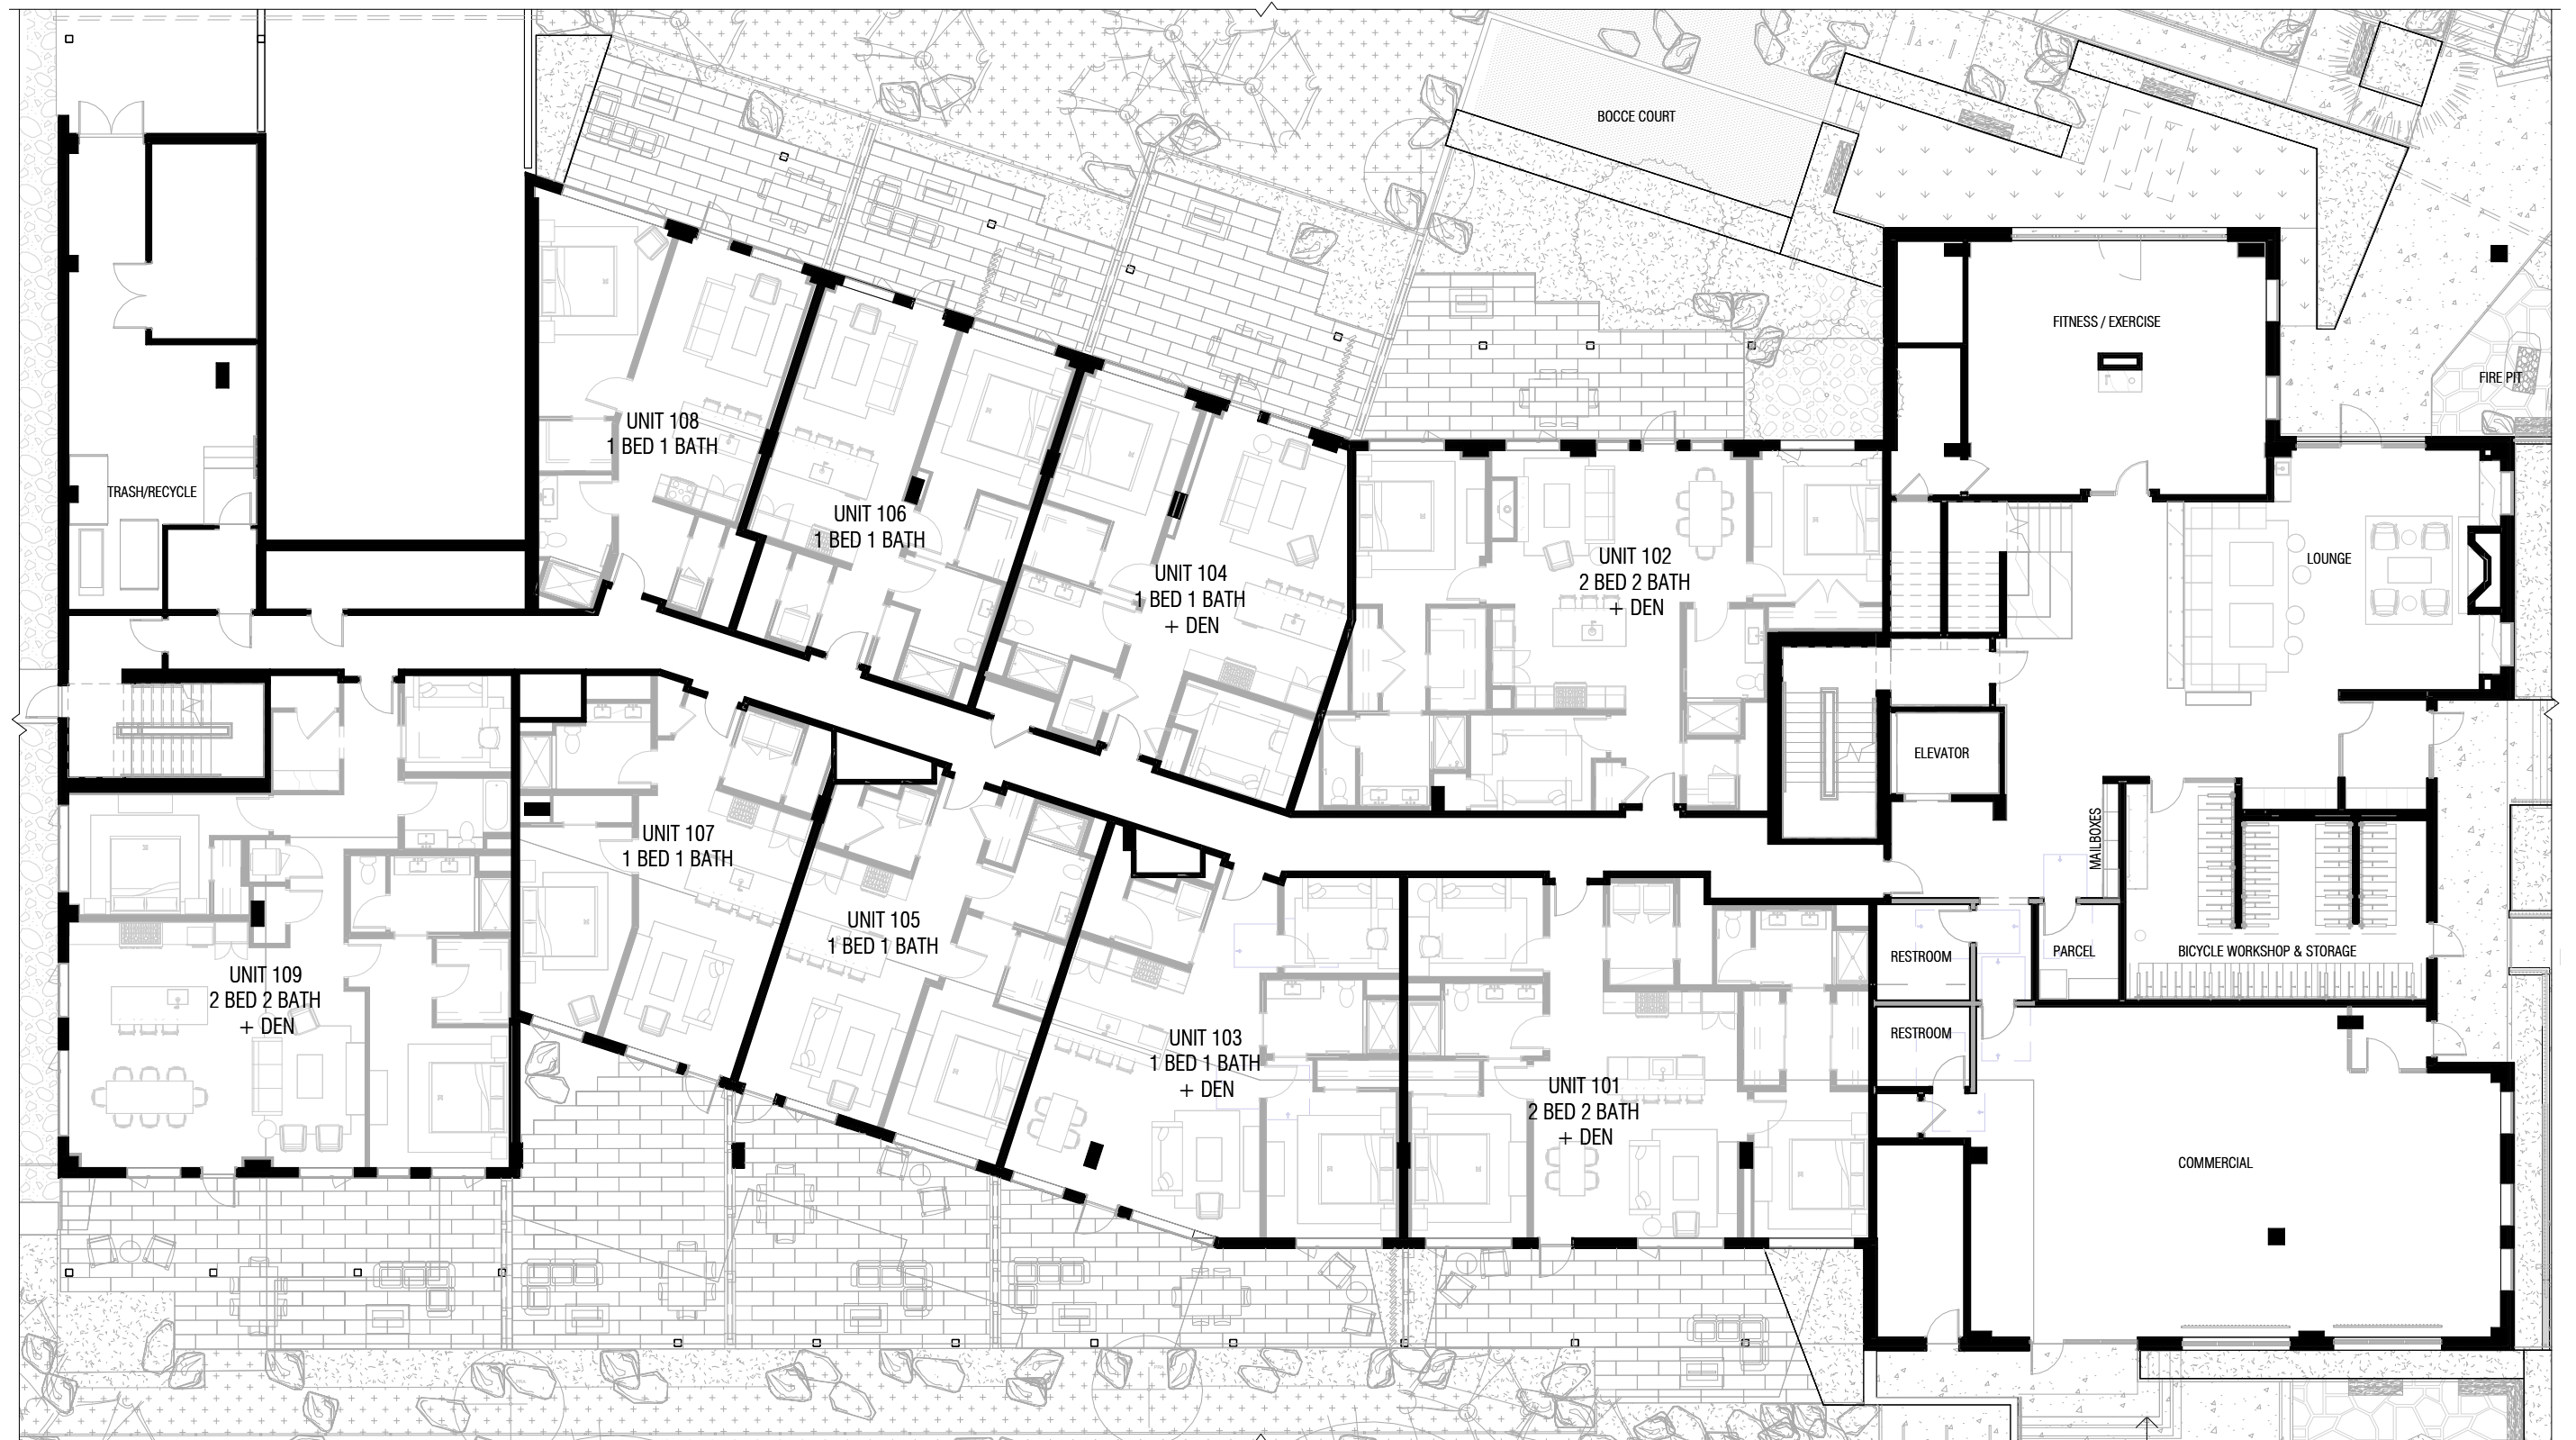 BOCCE COURT
FITNESS / EXERCISE
FIRE PIT
UNIT 108
1 BED 1 BATH
TRASH/RECYCLE
UNIT 106
1 BED 1 BATH
UNIT 104
1 BED 1 BATH
+ DEN
UNIT 102
2 BED 2 BATH
+ DEN
LOUNGE
ELEVATOR
MAILBOXES
UNIT 107
1 BED 1 BATH
UNIT 105
1 BED 1 BATH
UNIT 109
2 BED 2 BATH
+ DEN
RESTROOM
PARCEL
BICYCLE WORKSHOP & STORAGE
UNIT 103
1 BED 1 BATH
+ DEN
RESTROOM
UNIT 101
2 BED 2 BATH
+ DEN
COMMERCIAL